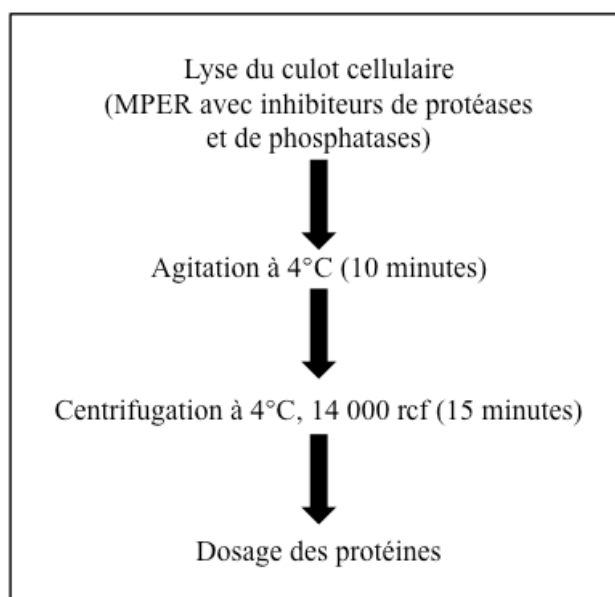 Lyse du culot cellulaire
(MPER avec inhibiteurs de protéases
et de phosphatases)
Agitation à 4°C (10 minutes)
Centrifugation à 4°C, 14 000 rcf (15 minutes)
Dosage des protéines